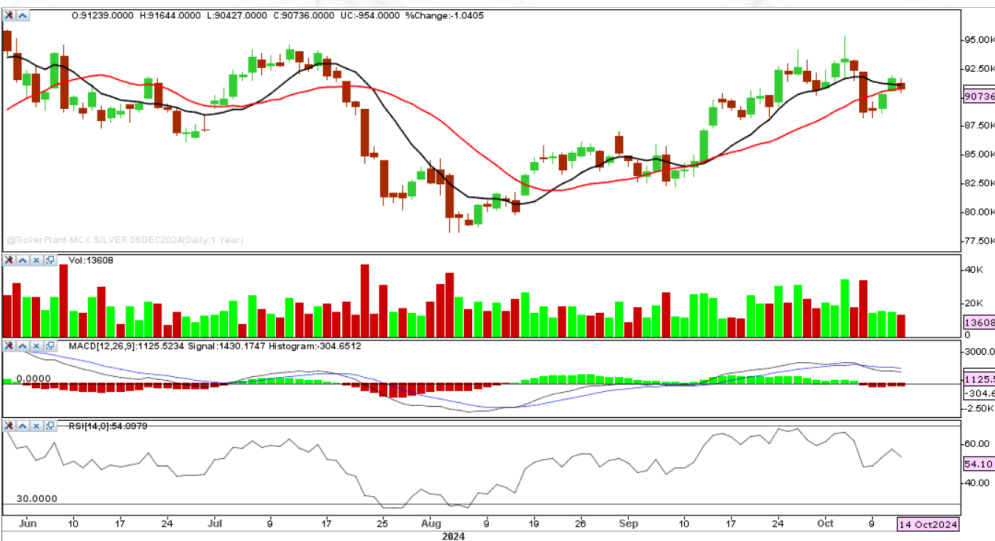 O:91239.0000 H:91644.0000 L:90427.0000 C:90736.0000 UC:-954.0000 %Change:-1.0405
95.00K
92.50K
90736
87.50K
85.00K
82.50K
80.00K
77.50K
@TickerPlant-MCX SILVER 05DEC2024(Daily:1 Year)
Vol:13608
40K
20K
13608
0
MACD[12,26,9]:1125.5234 Signal:1430.1747 Histogram:-304.6512
3000.0
0.0000
1125.5
-304.6
-2.50K
RSI[14,0]:54.0979
60.00
54.10
40.00
30.0000
Jun 10 17 24 Jul 9 17 25 Aug 9 19 26 Sep 10 17 24 Oct 9 14 Oct2024
2024